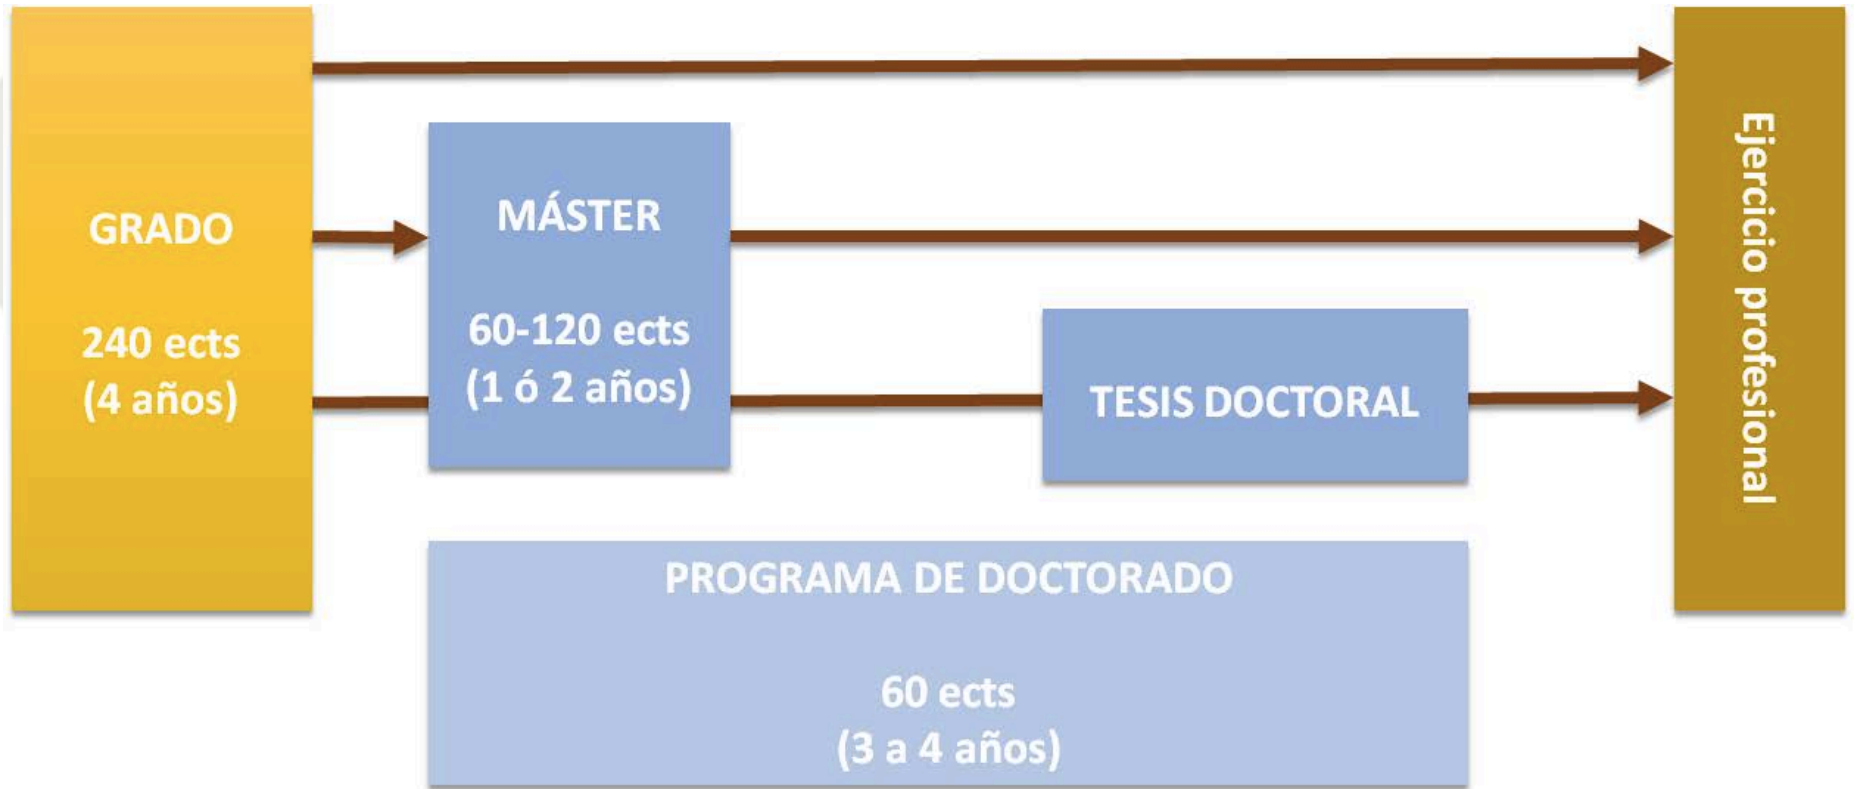 GRADO
240 ects
(4 años)
MÁSTER
60-120 ects
(1 ó 2 años)
TESIS DOCTORAL
PROGRAMA DE DOCTORADO
60 ects
(3 a 4 años)
Ejercicio profesional